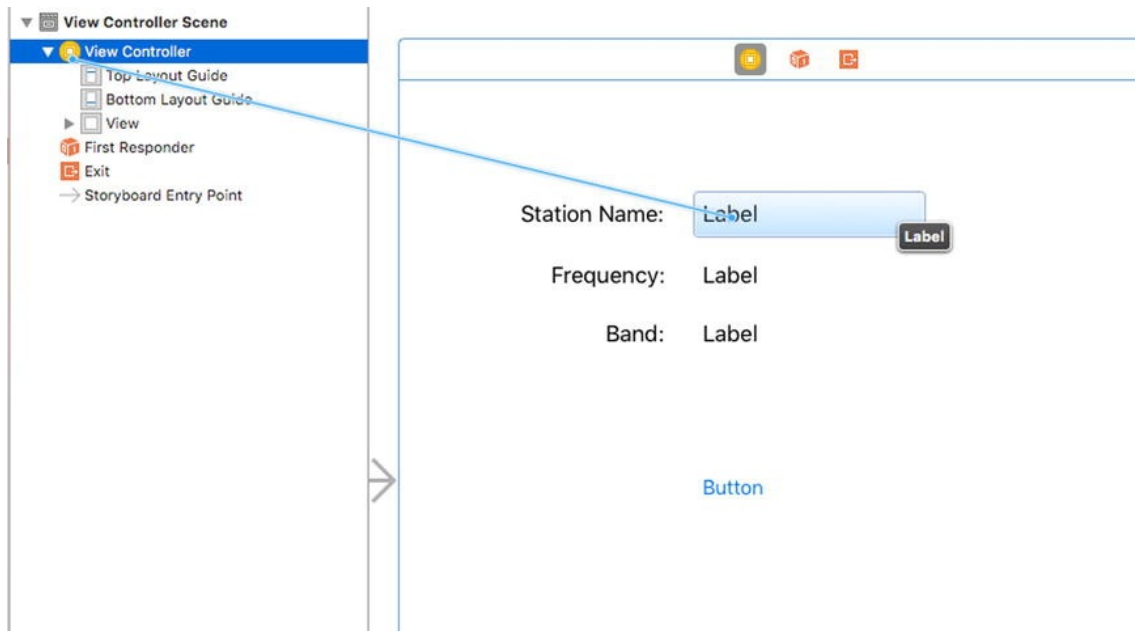 View Controller Scene
View Controller
Top Layout Guide
Bottom Layout Guide
View
First Responder
Exit
Storyboard Entry Point
Station Name: Label
Label
Frequency: Label
Band: Label
Button